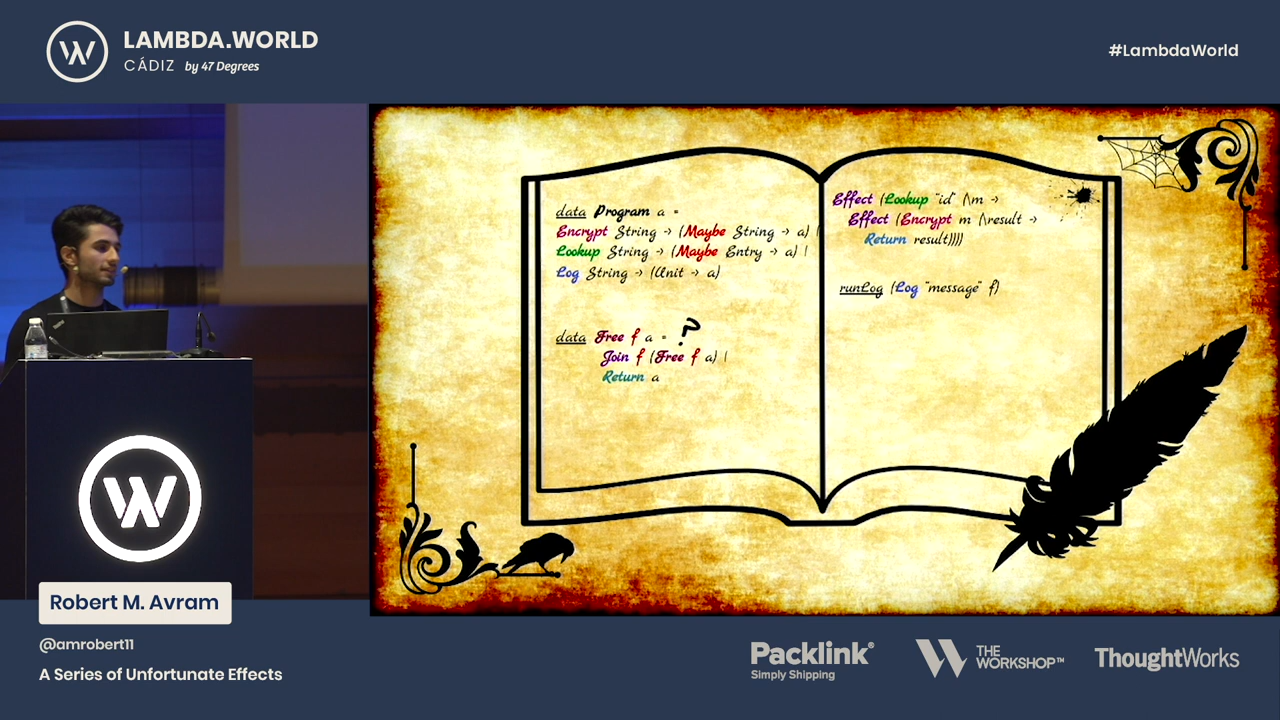 LAMBDA.WORLD
CÁDIZ by 47 Degrees
#LambdaWorld
data Program a =
Encrypt String -> (Maybe String -> a) |
Lookup String -> (Maybe Entry -> a) |
Log String -> (Unit -> a)
data Free f a = ?
Join f (Free f a) |
Return a
Effect (Lookup "id" (\m ->
Effect (Encrypt m (\result ->
Return result))))
runLog (Log "message" f)
W
Robert M. Avram
@amrobert11
A Series of Unfortunate Effects
Packlink®
Simply Shipping
THE
WORKSHOP™
ThoughtWorks